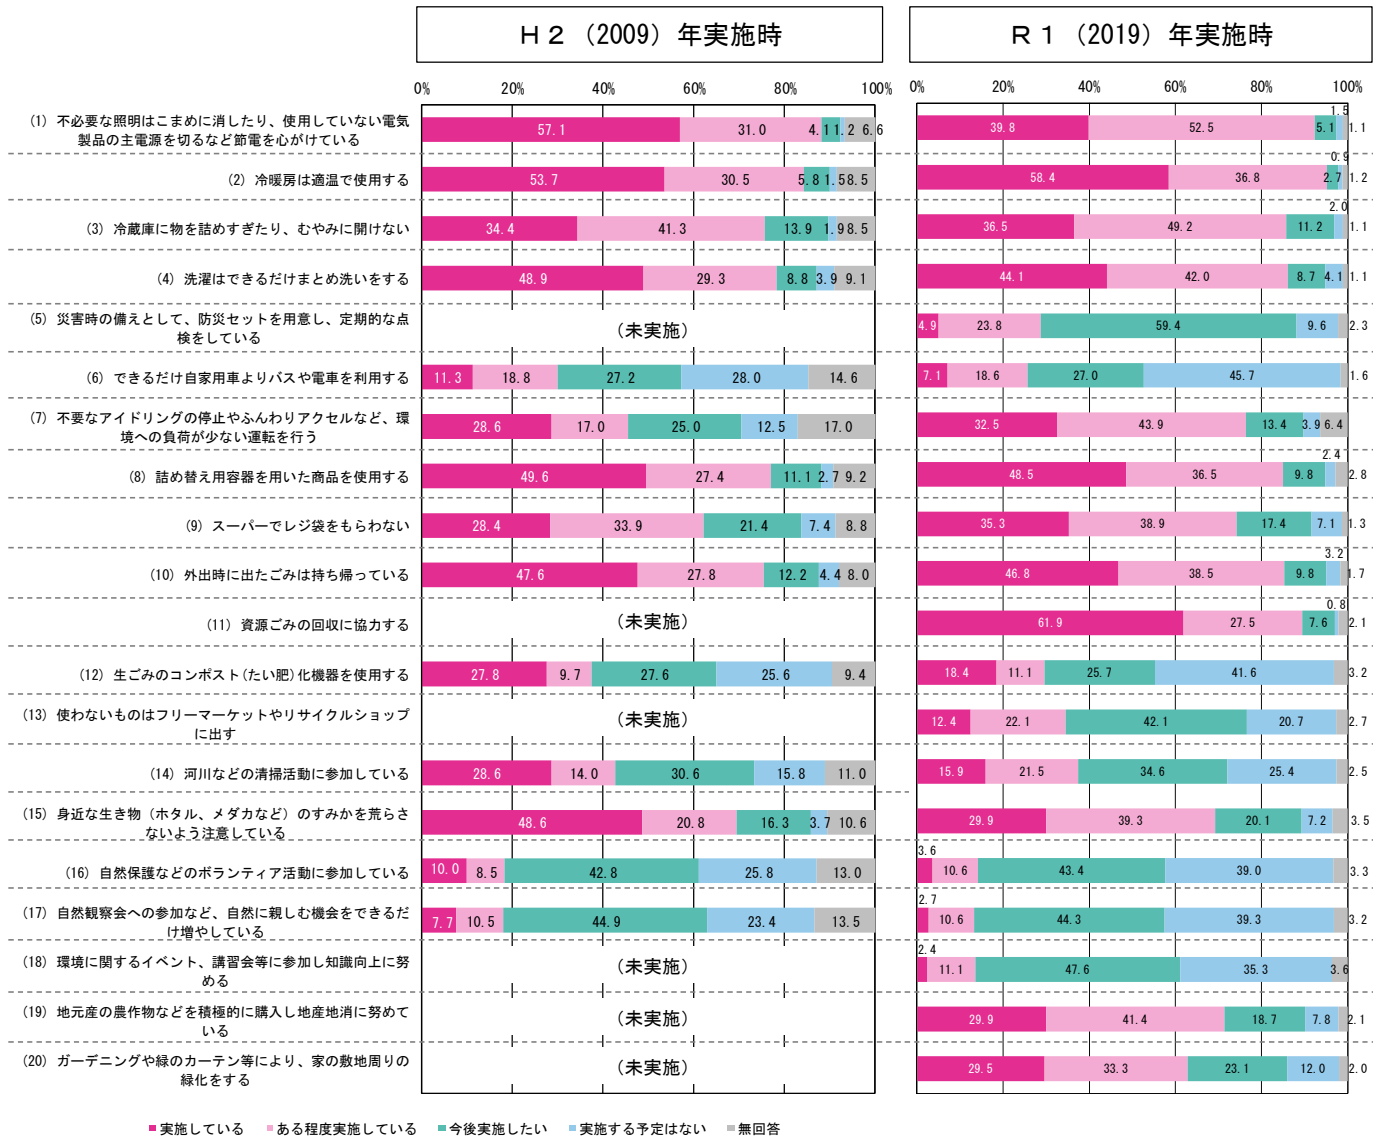 Ｈ２（2009）年実施時
Ｒ１（2019）年実施時
0% 20% 40% 60% 80% 100%
0% 20% 40% 60% 80% 100%
(1) 不必要な照明はこまめに消したり、使用していない電気
製品の主電源を切るなど節電を心がけている
57.1 31.0 4.1 1.2 6.6
39.8 52.5 5.1 1.5 1.1
(2) 冷暖房は適温で使用する
53.7 30.5 5.8 1.5 8.5
58.4 36.8 2.7 0.9 1.2
(3) 冷蔵庫に物を詰めすぎたり、むやみに開けない
34.4 41.3 13.9 1.9 8.5
36.5 49.2 11.2 2.0 1.1
(4) 洗濯はできるだけまとめ洗いをする
48.9 29.3 8.8 3.9 9.1
44.1 42.0 8.7 4.1 1.1
(5) 災害時の備えとして、防災セットを用意し、定期的な点
検をしている
(未実施)
4.9 23.8 59.4 9.6 2.3
(6) できるだけ自家用車よりバスや電車を利用する
11.3 18.8 27.2 28.0 14.6
7.1 18.6 27.0 45.7 1.6
(7) 不要なアイドリングの停止やふんわりアクセルなど、環
境への負荷が少ない運転を行う
28.6 17.0 25.0 12.5 17.0
32.5 43.9 13.4 3.9 6.4
(8) 詰め替え用容器を用いた商品を使用する
49.6 27.4 11.1 2.7 9.2
48.5 36.5 9.8 2.4 2.8
(9) スーパーでレジ袋をもらわない
28.4 33.9 21.4 7.4 8.8
35.3 38.9 17.4 7.1 1.3
(10) 外出時に出たごみは持ち帰っている
47.6 27.8 12.2 4.4 8.0
46.8 38.5 9.8 3.2 1.7
(11) 資源ごみの回収に協力する
(未実施)
61.9 27.5 7.6 0.8 2.1
(12) 生ごみのコンポスト(たい肥)化機器を使用する
27.8 9.7 27.6 25.6 9.4
18.4 11.1 25.7 41.6 3.2
(13) 使わないものはフリーマーケットやリサイクルショップ
に出す
(未実施)
12.4 22.1 42.1 20.7 2.7
(14) 河川などの清掃活動に参加している
28.6 14.0 30.6 15.8 11.0
15.9 21.5 34.6 25.4 2.5
(15) 身近な生き物（ホタル、メダカなど）のすみかを荒らさ
ないよう注意している
48.6 20.8 16.3 3.7 10.6
29.9 39.3 20.1 7.2 3.5
(16) 自然保護などのボランティア活動に参加している
10.0 8.5 42.8 25.8 13.0
3.6 10.6 43.4 39.0 3.3
(17) 自然観察会への参加など、自然に親しむ機会をできるだ
け増やしている
7.7 10.5 44.9 23.4 13.5
2.7 10.6 44.3 39.3 3.2
(18) 環境に関するイベント、講習会等に参加し知識向上に努
める
(未実施)
2.4 11.1 47.6 35.3 3.6
(19) 地元産の農作物などを積極的に購入し地産地消に努めて
いる
(未実施)
29.9 41.4 18.7 7.8 2.1
(20) ガーデニングや緑のカーテン等により、家の敷地周りの
緑化をする
(未実施)
29.5 33.3 23.1 12.0 2.0
実施している ある程度実施している 今後実施したい 実施する予定はない 無回答